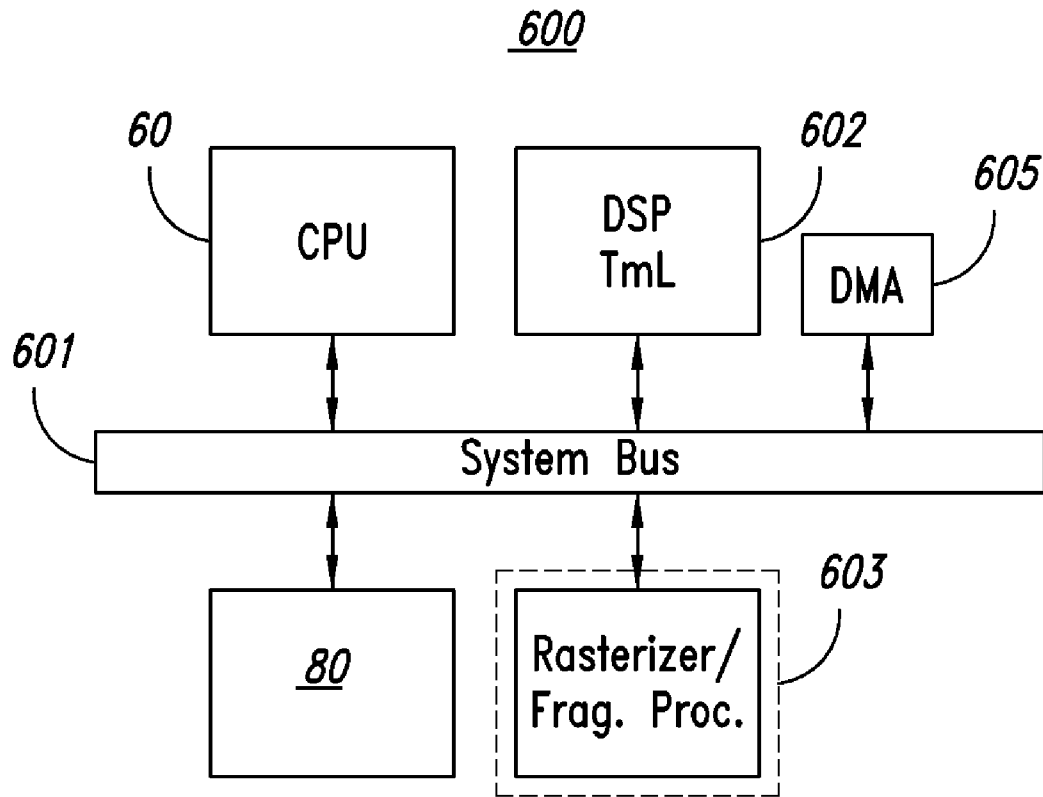 600
60
602
605
CPU
DSP
TmL
DMA
601
System Bus
603
80
Rasterizer/
Frag. Proc.